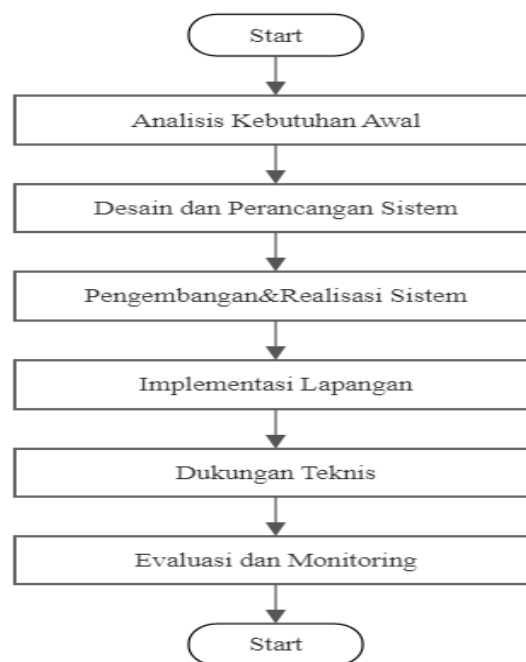 Start
Analisis Kebutuhan Awal
Desain dan Perancangan Sistem
Pengembangan&Realisasi Sistem
Implementasi Lapangan
Dukungan Teknis
Evaluasi dan Monitoring
Start